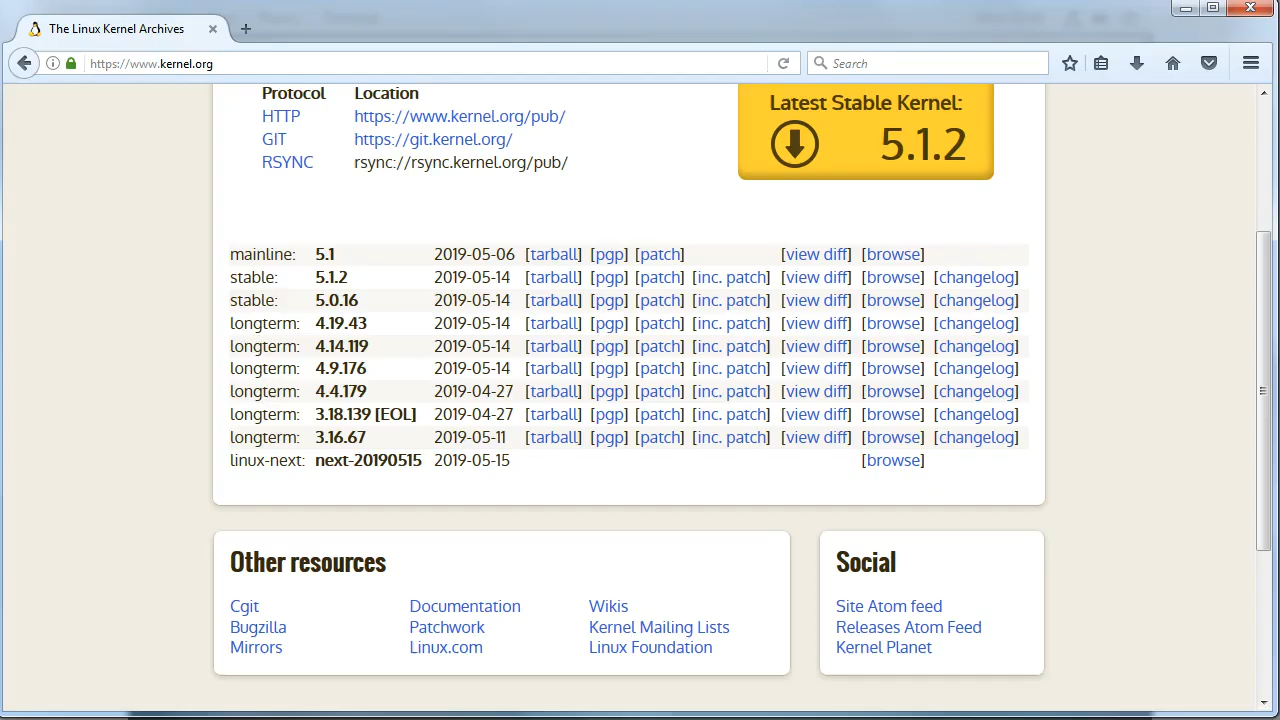 The Linux Kernel Archives
https://www.kernel.org
Search
Protocol Location
HTTP https://www.kernel.org/pub/
GIT https://git.kernel.org/
RSYNC rsync://rsync.kernel.org/pub/
Latest Stable Kernel:
5.1.2
mainline: 5.1 2019-05-06 [tarball] [pgp] [patch] [view diff] [browse]
stable: 5.1.2 2019-05-14 [tarball] [pgp] [patch] [inc. patch] [view diff] [browse] [changelog]
stable: 5.0.16 2019-05-14 [tarball] [pgp] [patch] [inc. patch] [view diff] [browse] [changelog]
longterm: 4.19.43 2019-05-14 [tarball] [pgp] [patch] [inc. patch] [view diff] [browse] [changelog]
longterm: 4.14.119 2019-05-14 [tarball] [pgp] [patch] [inc. patch] [view diff] [browse] [changelog]
longterm: 4.9.176 2019-05-14 [tarball] [pgp] [patch] [inc. patch] [view diff] [browse] [changelog]
longterm: 4.4.179 2019-04-27 [tarball] [pgp] [patch] [inc. patch] [view diff] [browse] [changelog]
longterm: 3.18.139 [EOL] 2019-04-27 [tarball] [pgp] [patch] [inc. patch] [view diff] [browse] [changelog]
longterm: 3.16.67 2019-05-11 [tarball] [pgp] [patch] [inc. patch] [view diff] [browse] [changelog]
linux-next: next-20190515 2019-05-15 [browse]
Other resources
Cgit Documentation Wikis
Bugzilla Patchwork Kernel Mailing Lists
Mirrors Linux.com Linux Foundation
Social
Site Atom feed
Releases Atom Feed
Kernel Planet